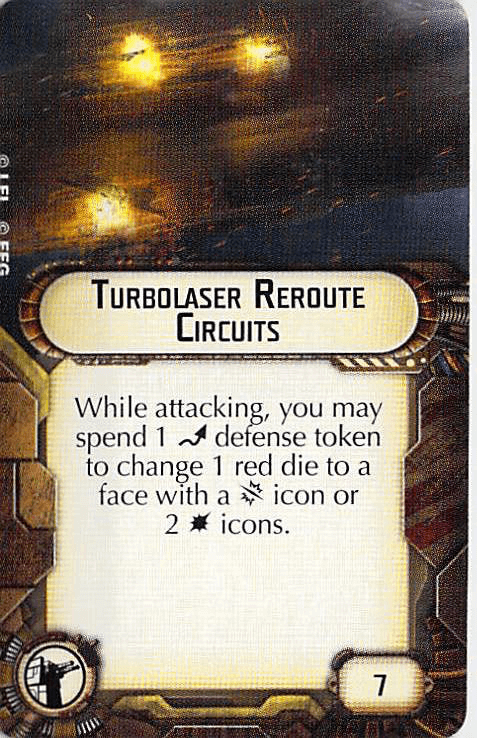 © LFL © FFG
Turbolaser Reroute
Circuits
While attacking, you may
spend 1 defense token
to change 1 red die to a
face with a icon or
2 icons.
7